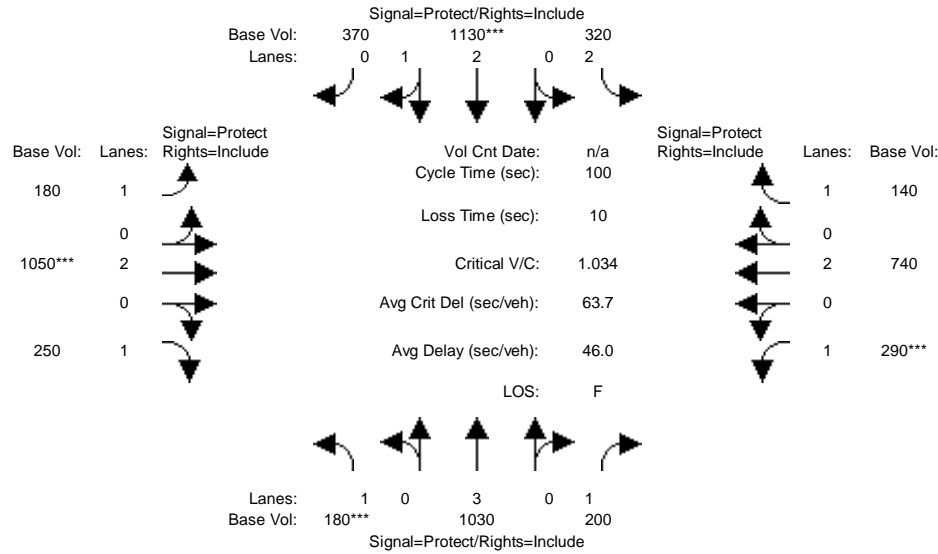 Signal=Protect/Rights=Include
Base Vol: 370 1130*** 320
Lanes: 0 1 2 0 2
Signal=Protect
Base Vol: Lanes: Rights=Include
Vol Cnt Date: n/a
Signal=Protect
Rights=Include Lanes: Base Vol:
Cycle Time (sec): 100
180 1
1 140
Loss Time (sec): 10
0
0
1050*** 2
Critical V/C: 1.034
2 740
0
Avg Crit Del (sec/veh): 63.7
0
250 1
Avg Delay (sec/veh): 46.0
1 290***
LOS: F
Lanes: 1 0 3 0 1
Base Vol: 180*** 1030 200
Signal=Protect/Rights=Include